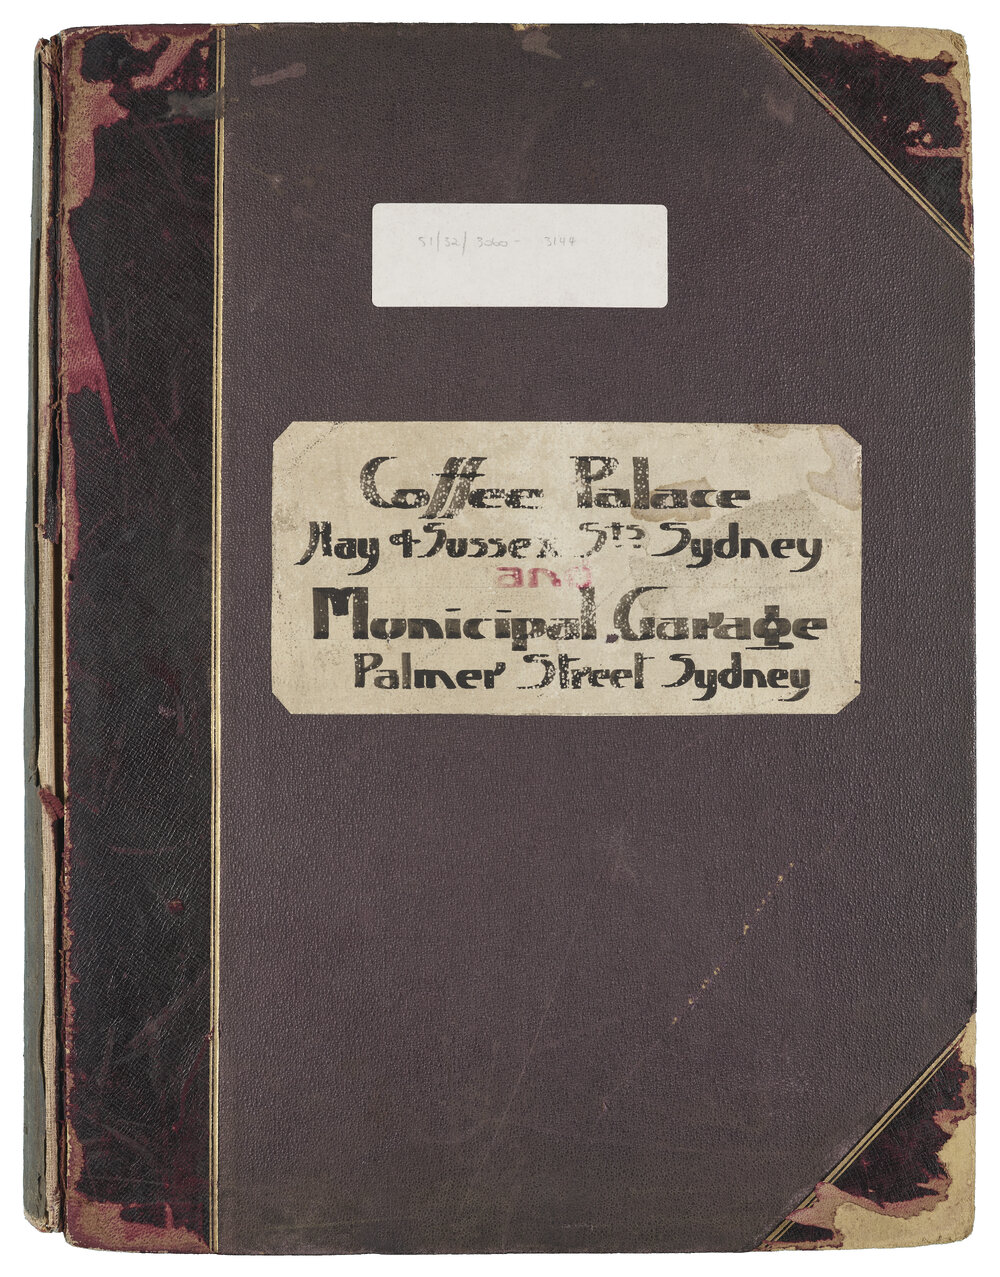 51/32/3060 - 3144
Coffee Palace
Hay & Sussex Sts Sydney
and
Municipal, Garage
Palmer Street Sydney